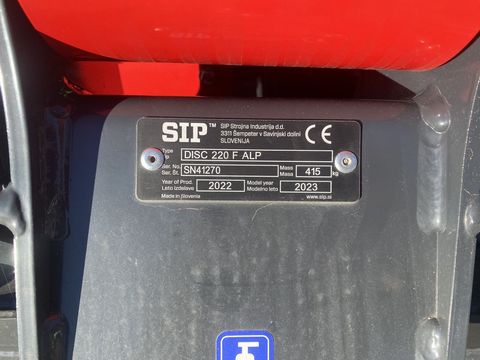 SIP™
SIP Strojna Industrija d.d.
3311 Šempeter v Savinjski dolini
SLOVENIJA
CE
Type
DISC 220 F ALP
Ser. No.
Ser. Št.
SN41270
Mass
Masa
415
kg
Year of Prod.
Leto izdelave
2022
Model year
Modelno leto
2023
Made in Slovenia
www.sip.si